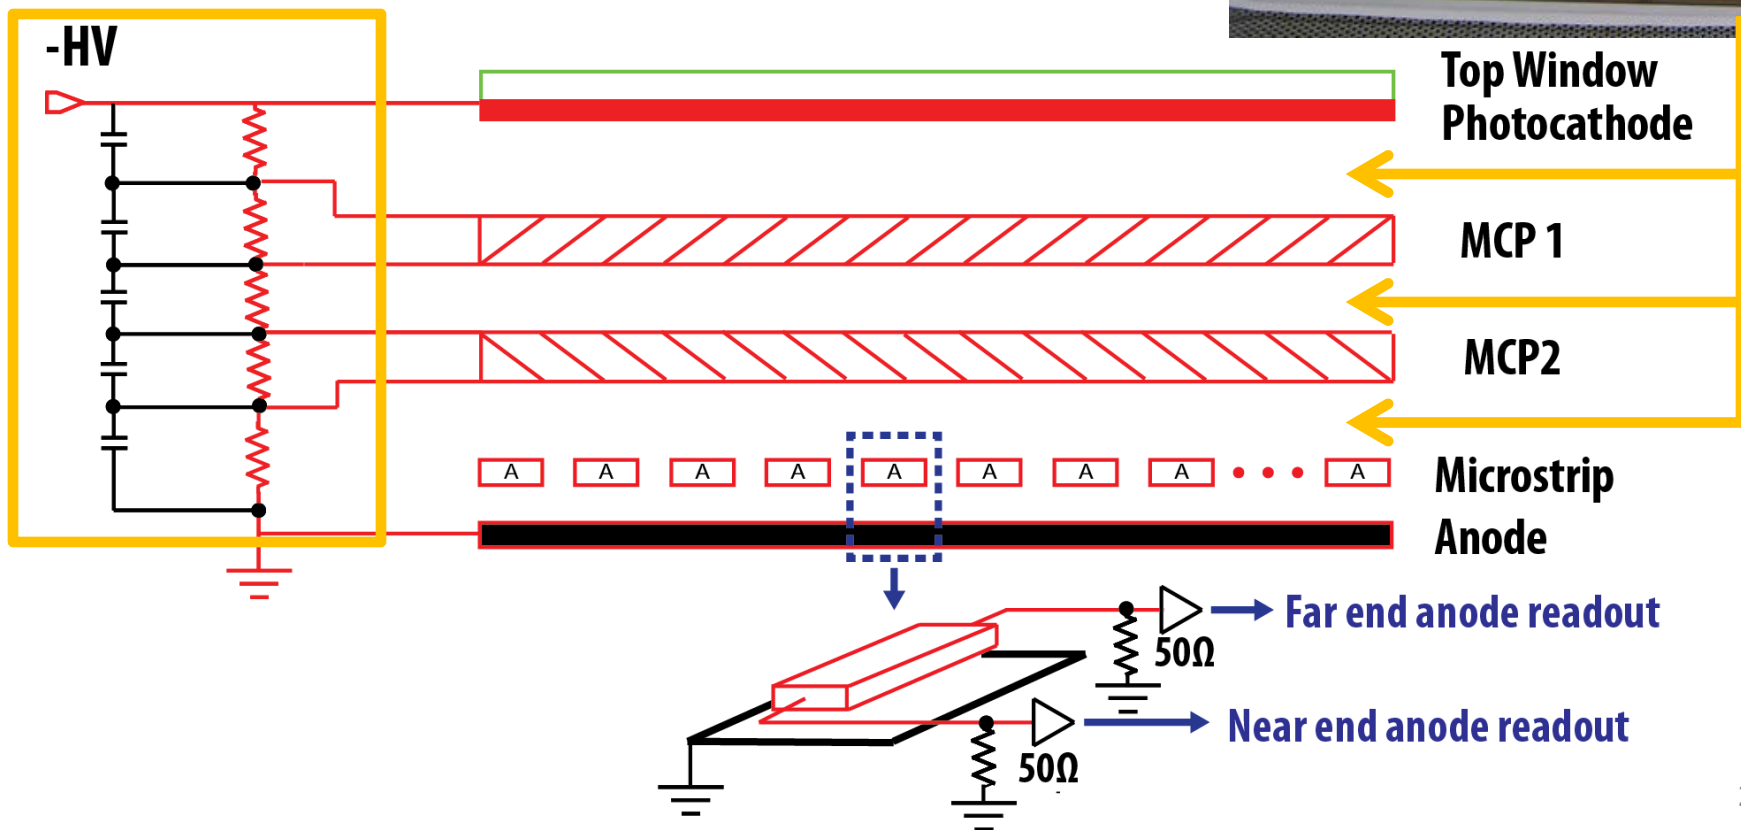 -HV
Top Window
Photocathode
MCP 1
MCP2
A A A A A A A A A
Microstrip
Anode
Far end anode readout
50Ω
Near end anode readout
50Ω